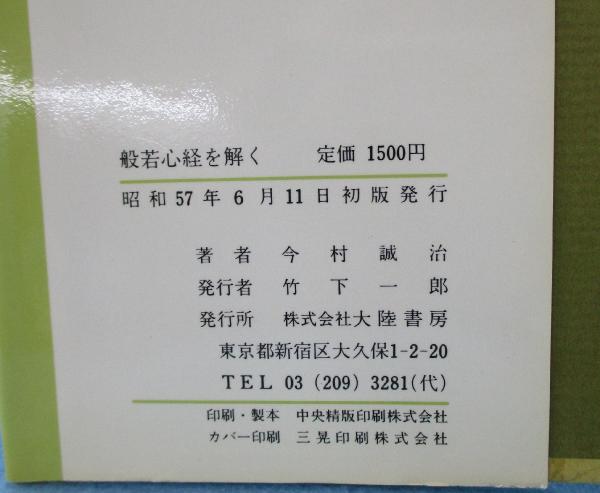 般若心経を解く 定価 1500円
昭和57年6月11日初版発行
著者 今村誠治
発行者 竹下一郎
発行所 株式会社大陸書房
東京都新宿区大久保1-2-20
TEL 03 (209) 3281(代)
印刷・製本 中央精版印刷株式会社
カバー印刷 三晃印刷株式会社